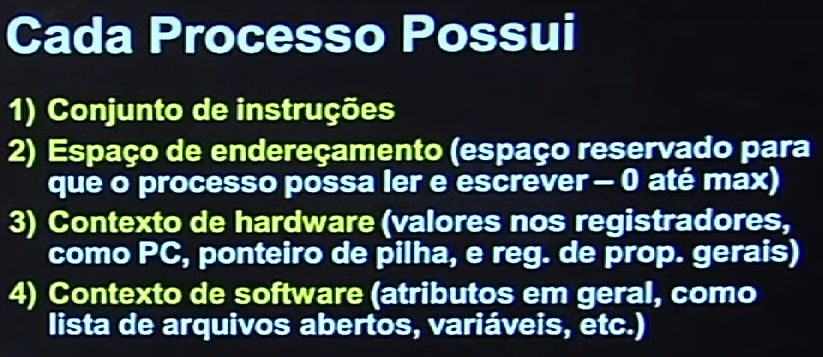 Cada Processo Possui
1) Conjunto de instruções
2) Espaço de endereçamento (espaço reservado para
que o processo possa ler e escrever – 0 até max)
3) Contexto de hardware (valores nos registradores,
como PC, ponteiro de pilha, e reg. de prop. gerais)
4) Contexto de software (atributos em geral, como
lista de arquivos abertos, variáveis, etc.)